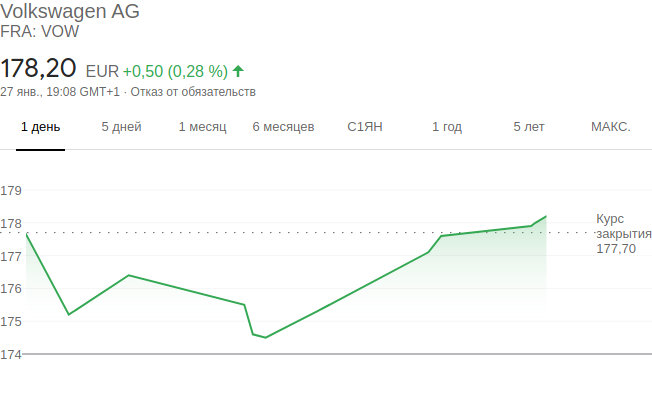 Volkswagen AG
FRA: VOW
178,20 EUR +0,50 (0,28 %)
27 янв., 19:08 GMT+1 · Отказ от обязательств
1 день 5 дней 1 месяц 6 месяцев С1ЯН 1 год 5 лет МАКС.
179
178
177
176
175
174
Курс
закрытия
177,70